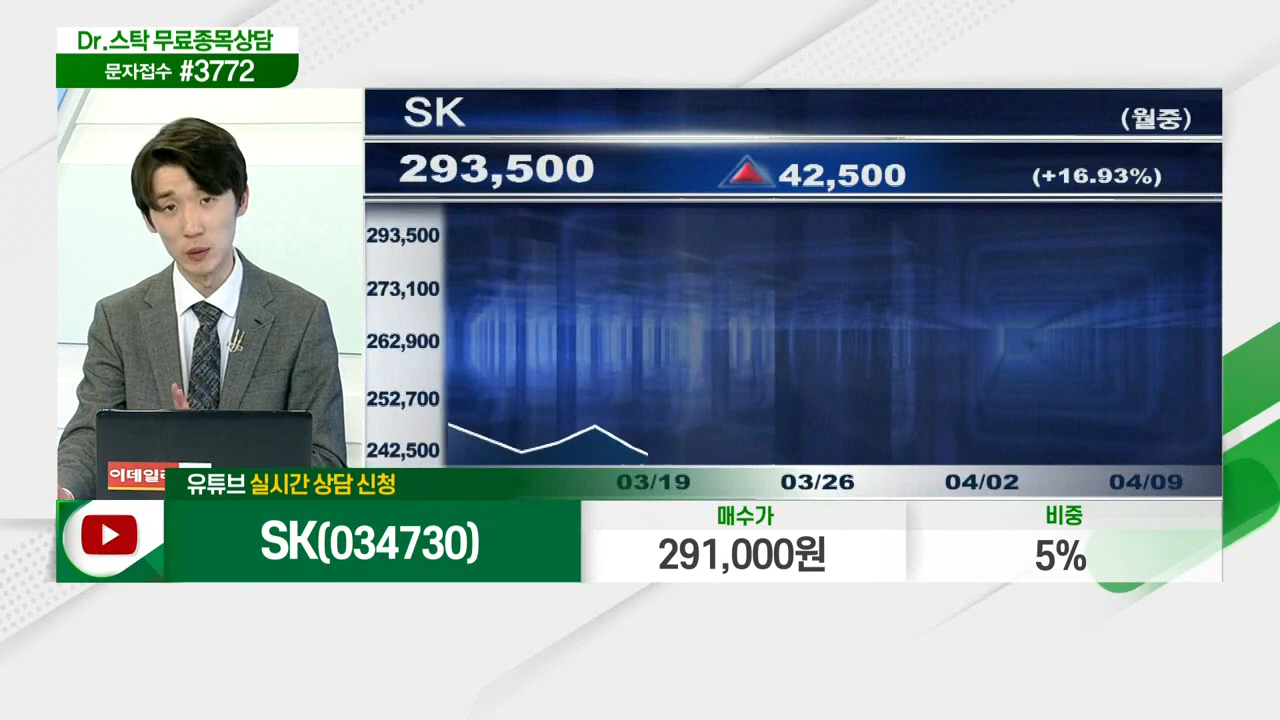 Dr.스탁 무료종목상담
문자접수 #3772
SK
(월중)
293,500
42,500
(+16.93%)
293,500
273,100
262,900
252,700
242,500
03/19
03/26
04/02
04/09
유튜브 실시간 상담 신청
SK(034730)
매수가
291,000원
비중
5%